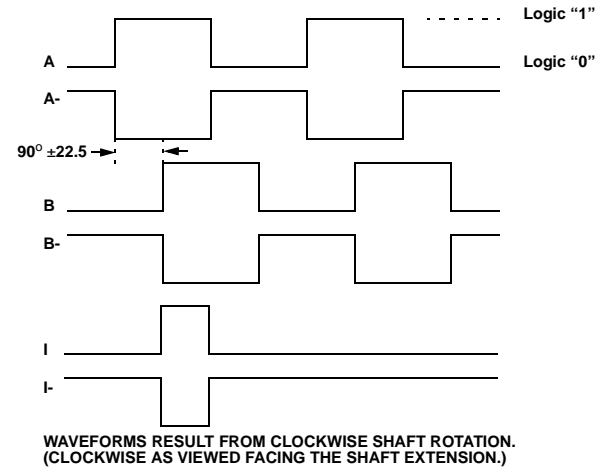 Logic “1”
A
Logic “0”
A-
90° ±22.5
B
B-
I
I-
WAVEFORMS RESULT FROM CLOCKWISE SHAFT ROTATION.
(CLOCKWISE AS VIEWED FACING THE SHAFT EXTENSION.)